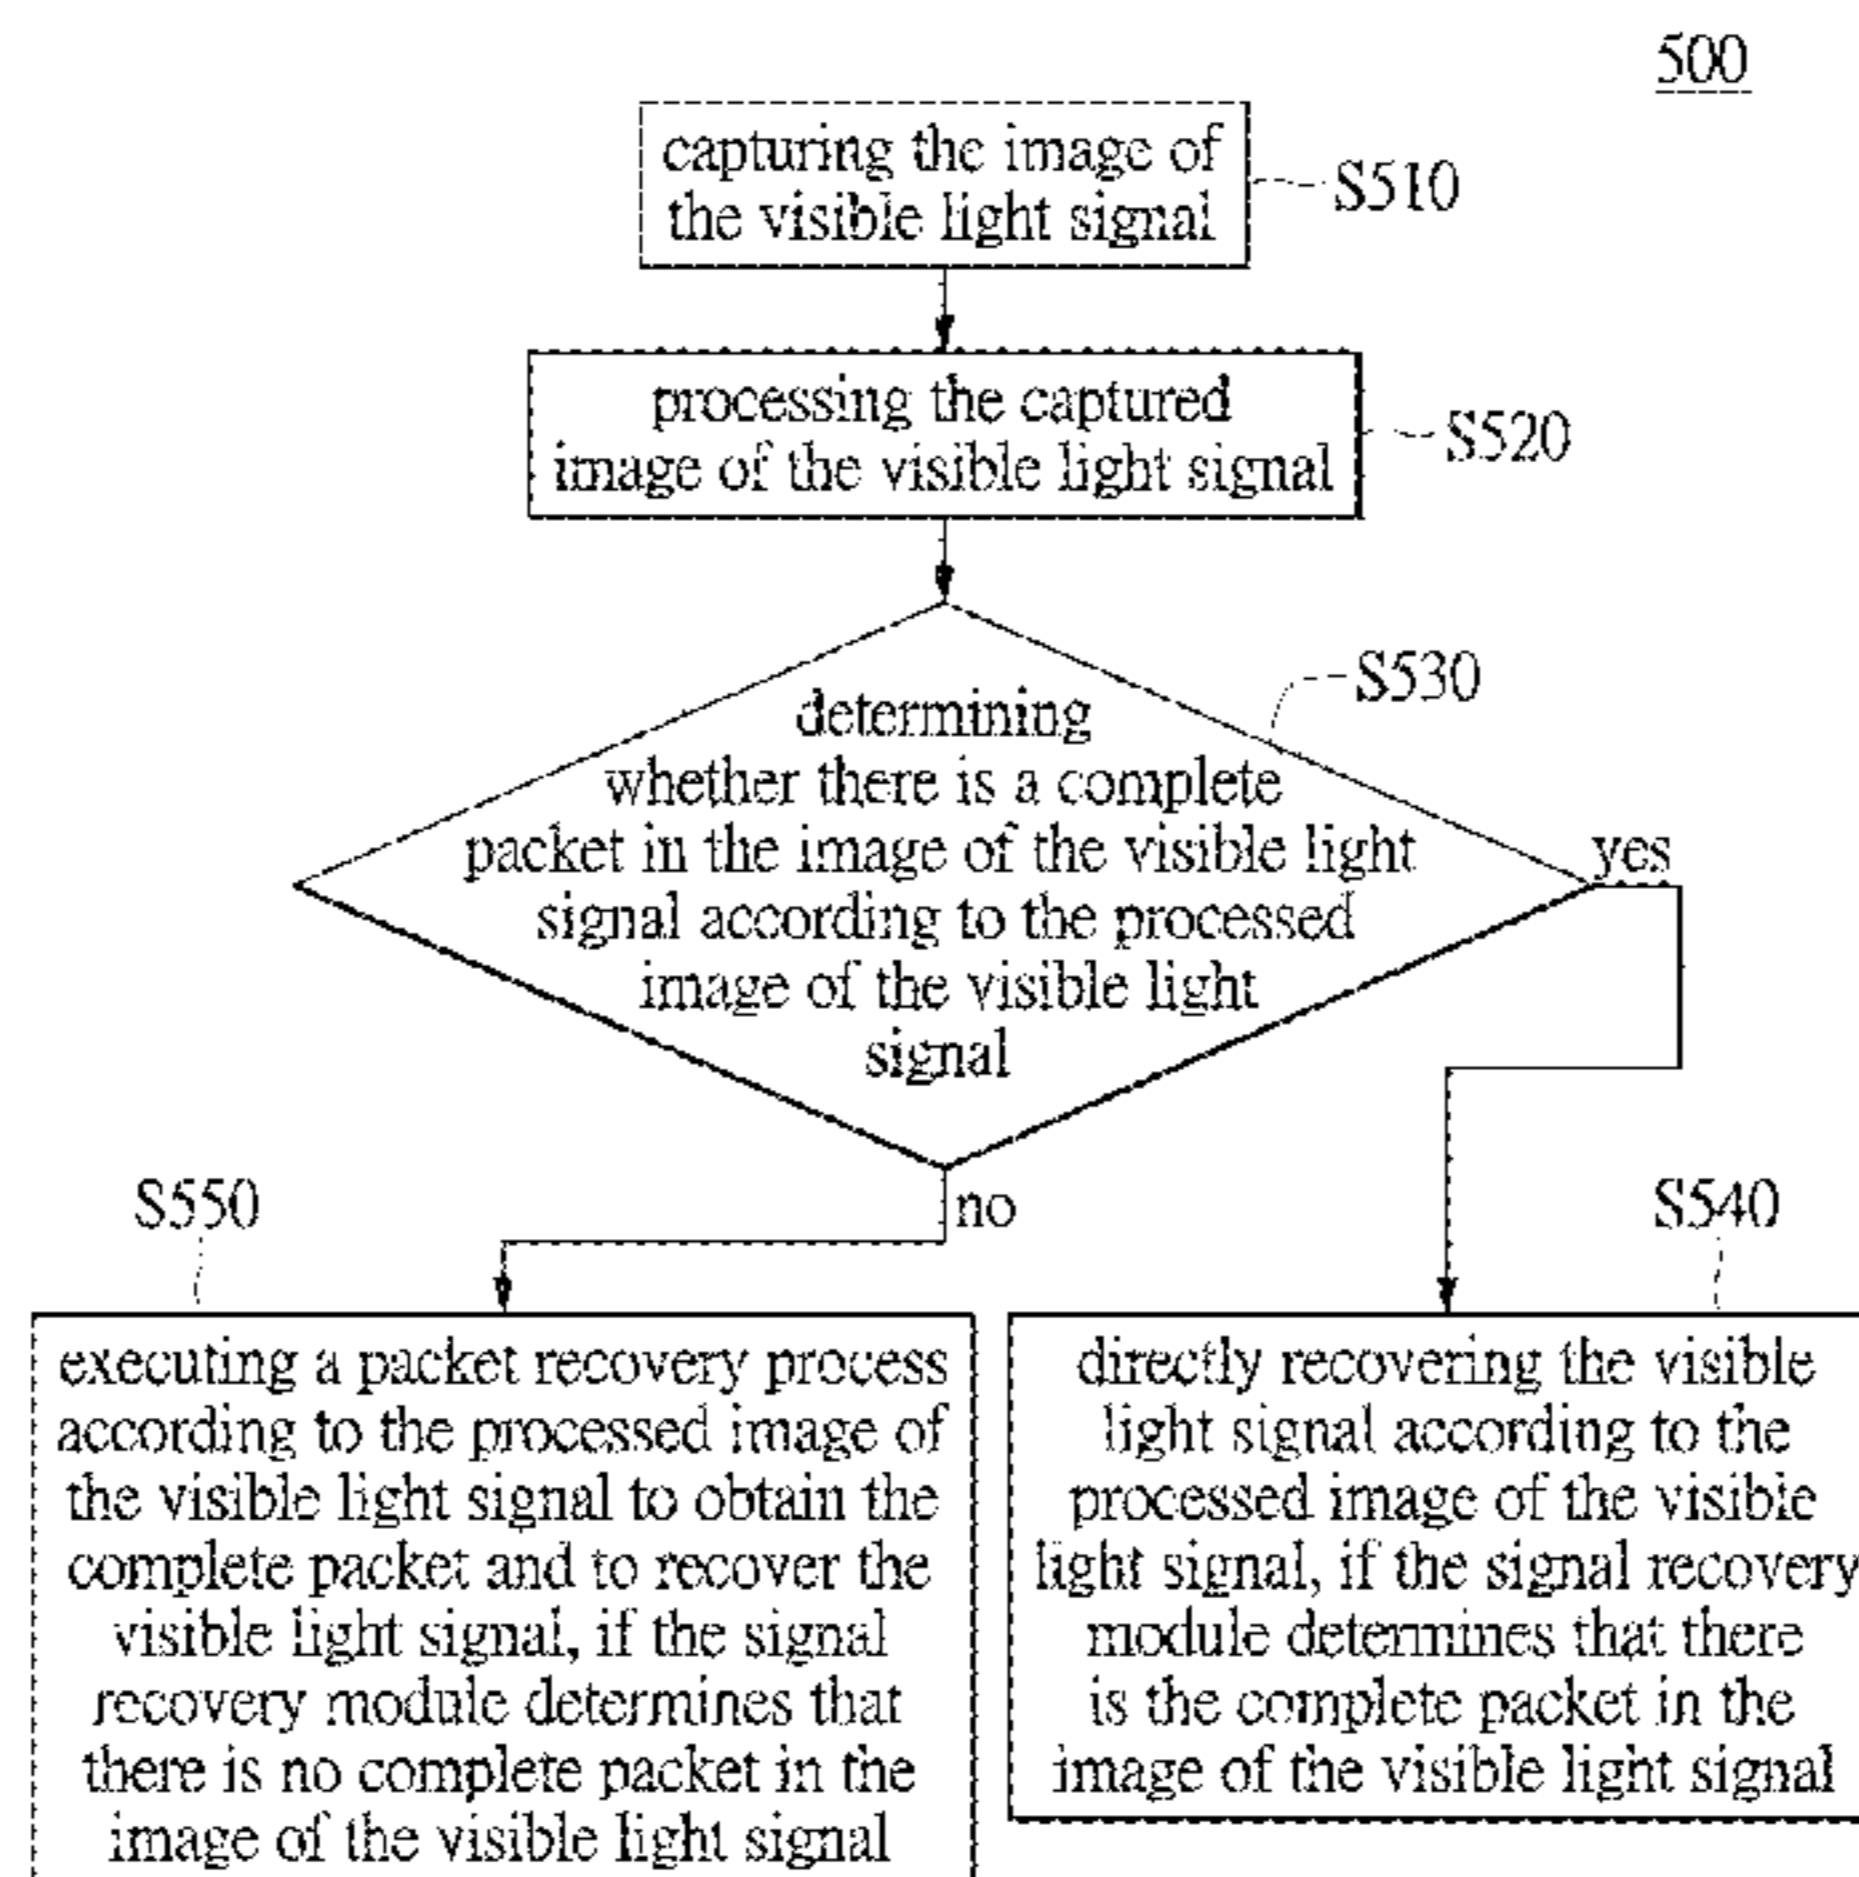 500
capturing the image of
the visible light signal
S510
processing the captured
image of the visible light signal
S520
determining
whether there is a complete
packet in the image of the visible light
signal according to the processed
image of the visible light
signal
S530
yes
no
S550
S540
executing a packet recovery process
according to the processed image of
the visible light signal to obtain the
complete packet and to recover the
visible light signal, if the signal
recovery module determines that
there is no complete packet in the
image of the visible light signal
directly recovering the visible
light signal according to the
processed image of the visible
light signal, if the signal recovery
module determines that there
is the complete packet in the
image of the visible light signal